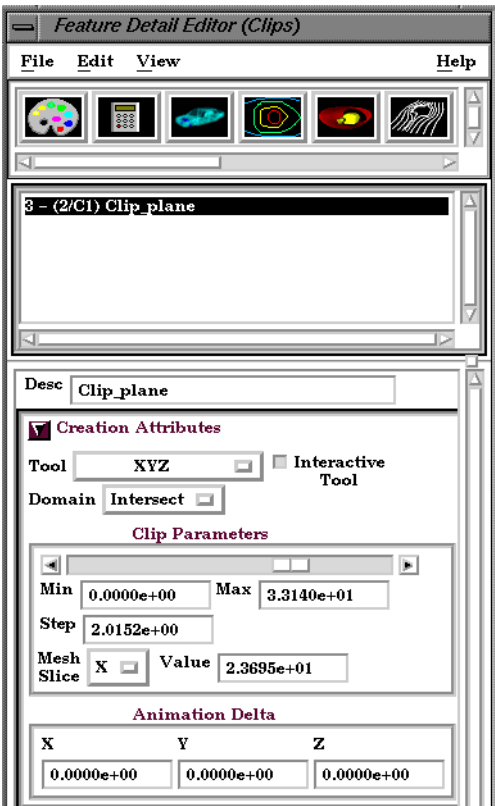 Feature Detail Editor (Clips)
File Edit View Help
3 – (2/C1) Clip_plane
Desc Clip_plane
Creation Attributes
Tool XYZ Interactive Tool
Domain Intersect
Clip Parameters
Min 0.0000e+00 Max 3.3140e+01
Step 2.0152e+00
Mesh Slice X Value 2.3695e+01
Animation Delta
X Y Z
0.0000e+00 0.0000e+00 0.0000e+00